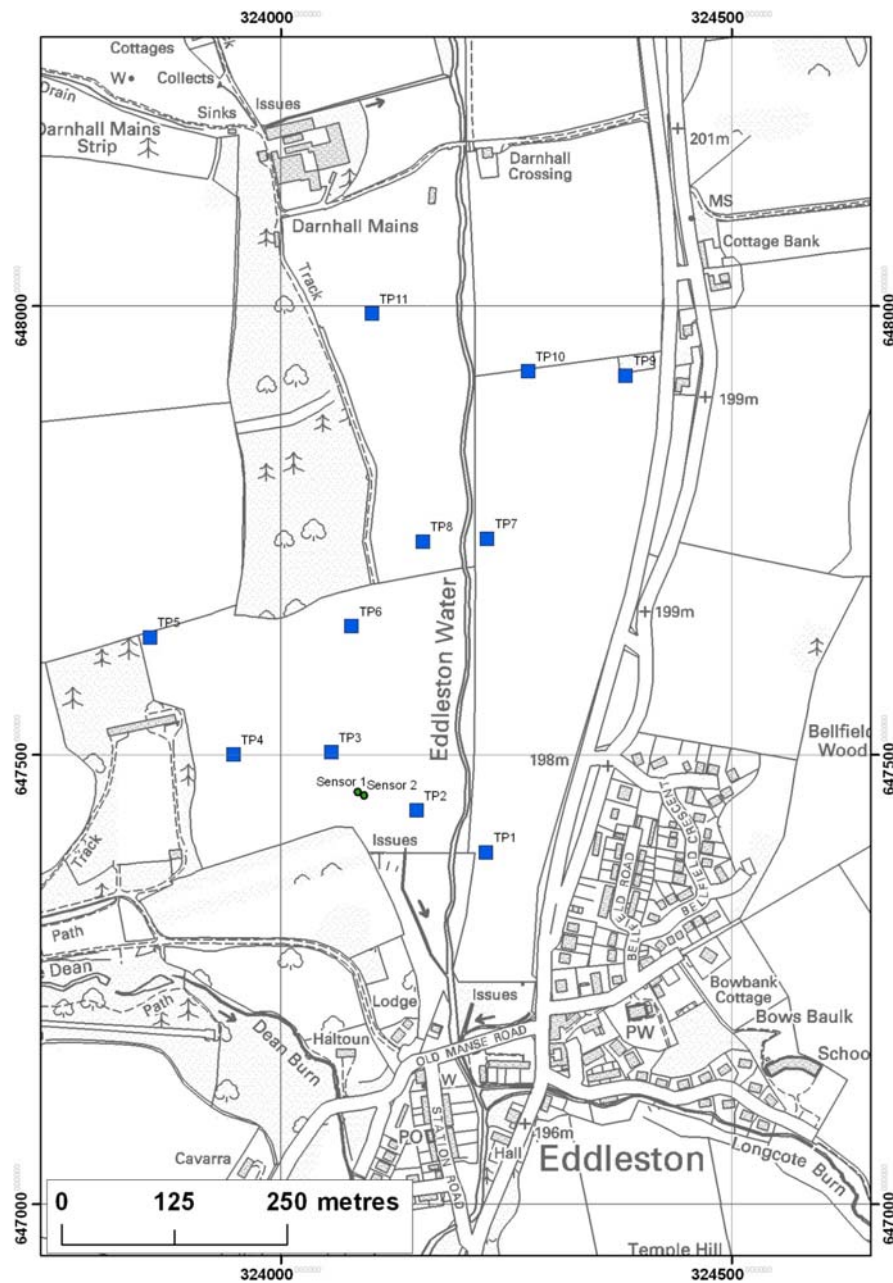 324000
324500
Cottages
W
Collects
Drain
Sinks
Issues
Darnhall Mains
Strip
201m
Darnhall
Crossing
MS
Darnhall Mains
Cottage Bank
Track
648000
648000
TP11
TP10
TP9
199m
TP8
TP7
Eddleston Water
199m
TP6
TP5
Bellfield
Wood
TP4
TP3
647500
647500
198m
Sensor 1
Sensor 2
TP2
BELLFIELD CRESCENT
Issues
TP1
Track
BELLFIELD ROAD
Path
Dean
Path
Lodge
Issues
Bowbank
Cottage
Bows Baulk
Dean Burn
Haltoun
OLD MANSE ROAD
PW
School
W
STATION ROAD
PO
196m
Hall
Cavarra
Eddleston
Longcote Burn
647000
647000
0 125 250 metres
Temple Hill
324000
324500